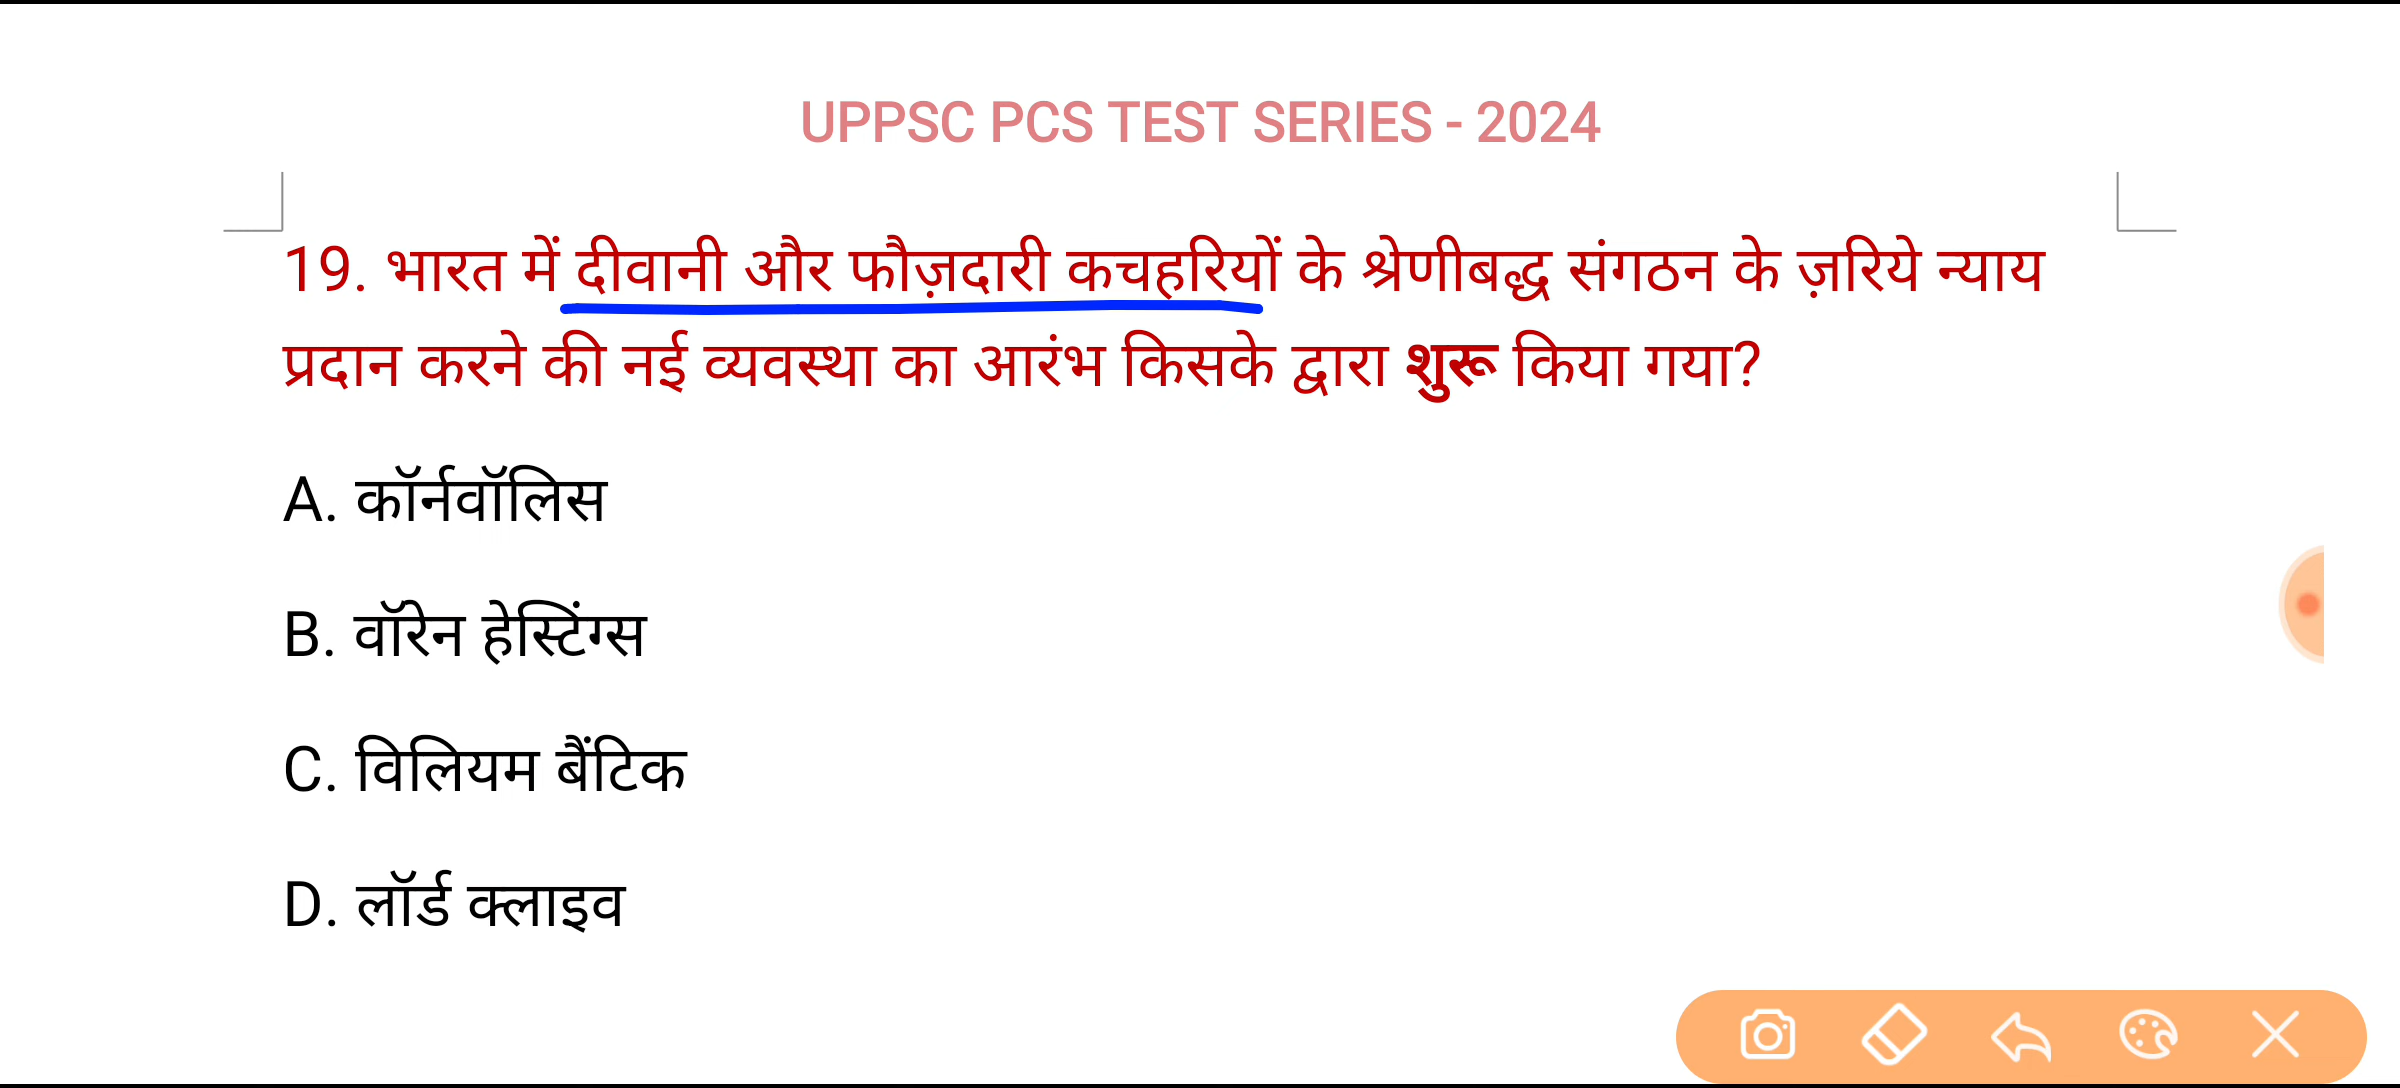 UPPSC PCS TEST SERIES - 2024
19. भारत में दीवानी और फौज़दारी कचहरियों के श्रेणीबद्ध संगठन के ज़रिये न्याय
प्रदान करने की नई व्यवस्था का आरंभ किसके द्वारा शुरू किया गया?
A. कॉर्नवॉलिस
B. वॉरेन हेस्टिंग्स
C. विलियम बैंटिक
D. लॉर्ड क्लाइव